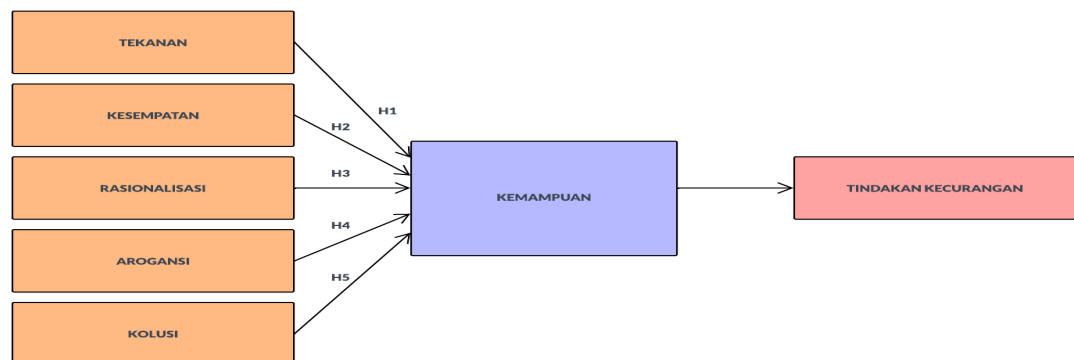 TEKANAN
H1
KESEMPATAN
H2
RASIONALISASI
H3
KEMAMPUAN
TINDAKAN KECURANGAN
H4
AROGANSI
H5
KOLUSI